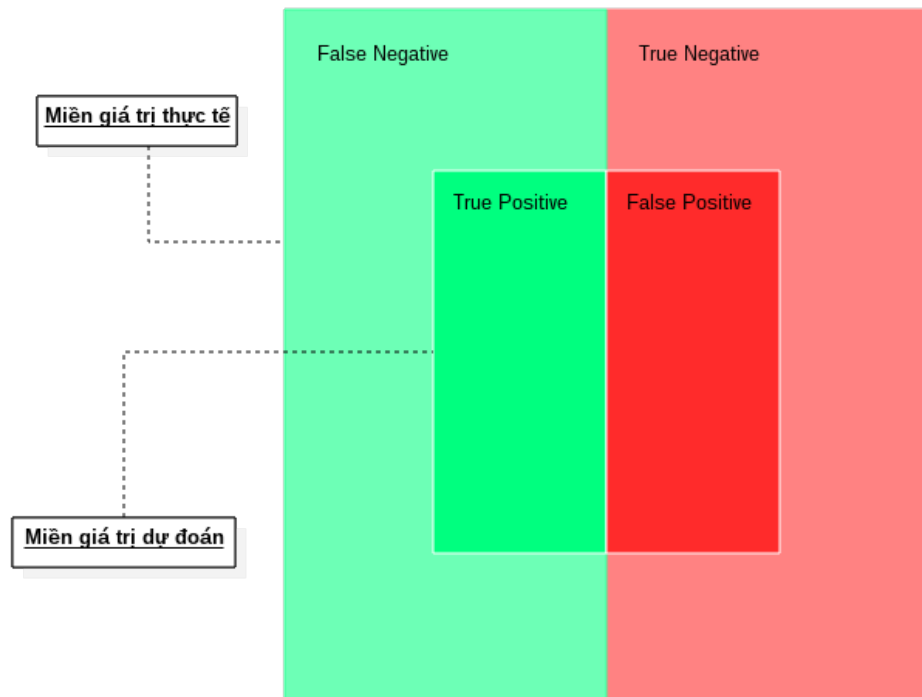 False Negative
True Negative
Miền giá trị thực tế
True Positive
False Positive
Miền giá trị dự đoán